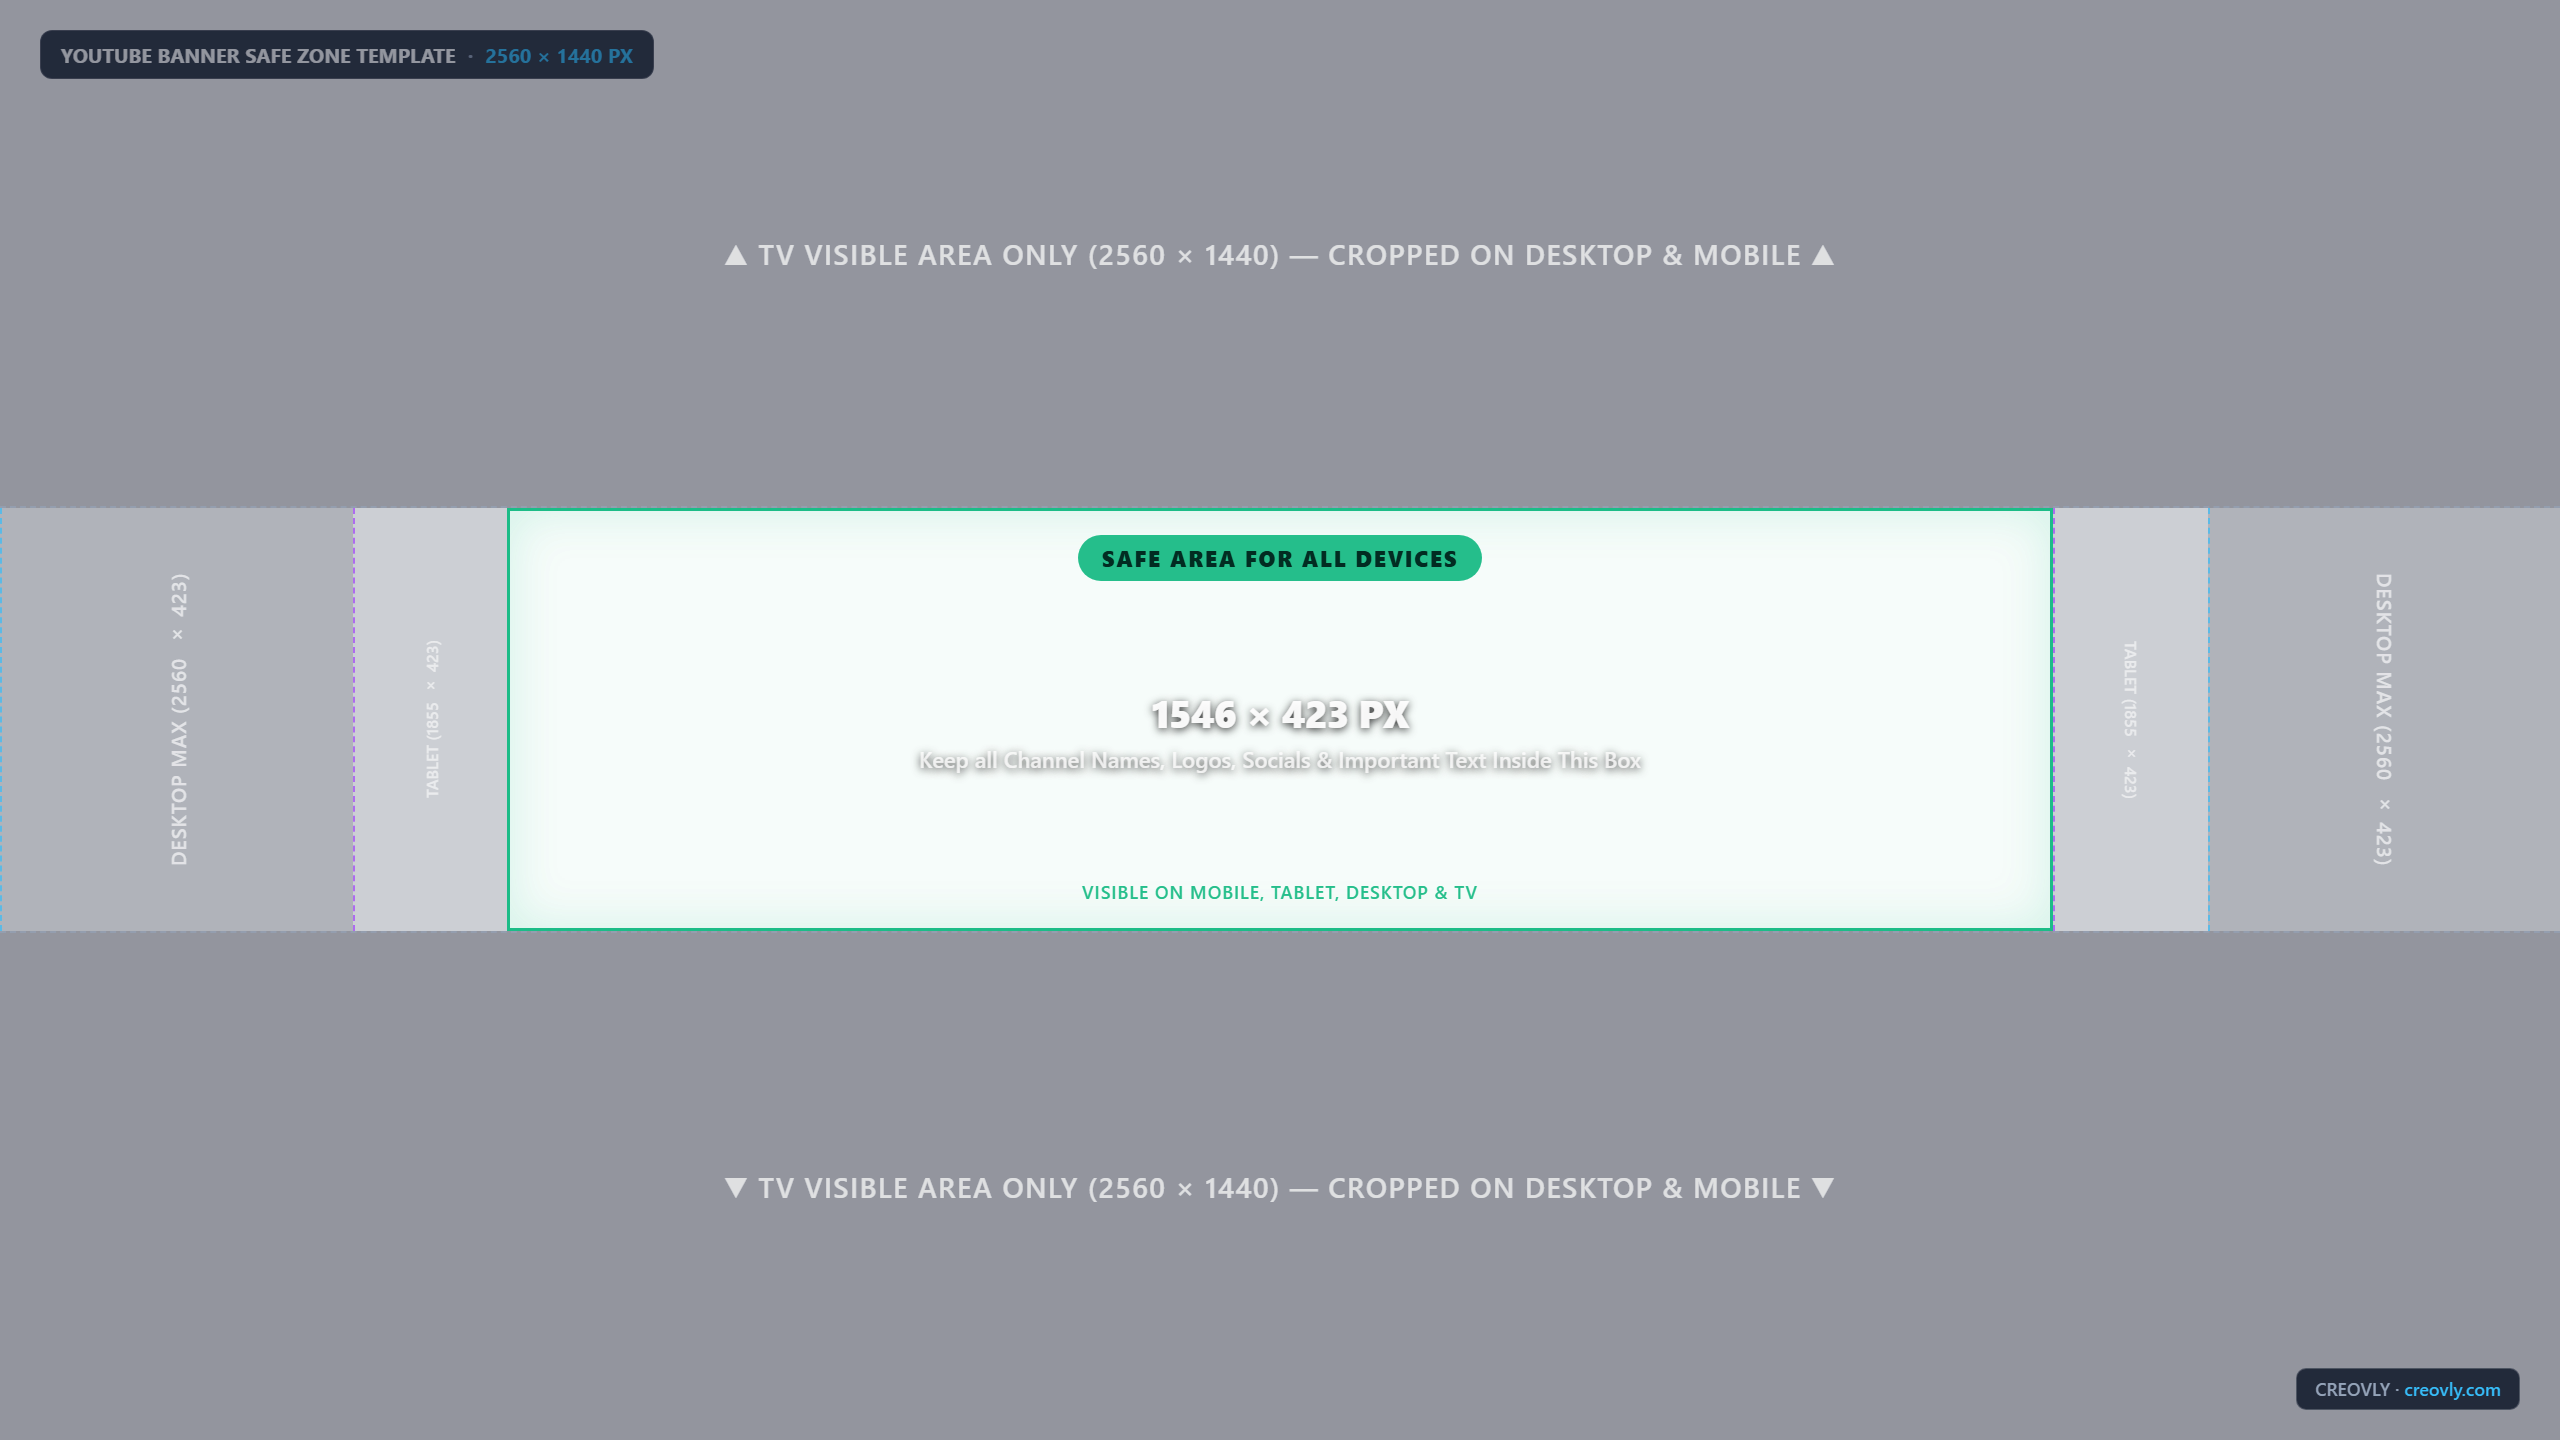 YOUTUBE BANNER SAFE ZONE TEMPLATE · 2560 × 1440 PX
▲ TV VISIBLE AREA ONLY (2560 × 1440) — CROPPED ON DESKTOP & MOBILE ▲
DESKTOP MAX (2560 × 423)
TABLET (1855 × 423)
SAFE AREA FOR ALL DEVICES
1546 × 423 PX
Keep all Channel Names, Logos, Socials & Important Text Inside This Box
VISIBLE ON MOBILE, TABLET, DESKTOP & TV
TABLET (1855 × 423)
DESKTOP MAX (2560 × 423)
▼ TV VISIBLE AREA ONLY (2560 × 1440) — CROPPED ON DESKTOP & MOBILE ▼
CREOVLY · creovly.com